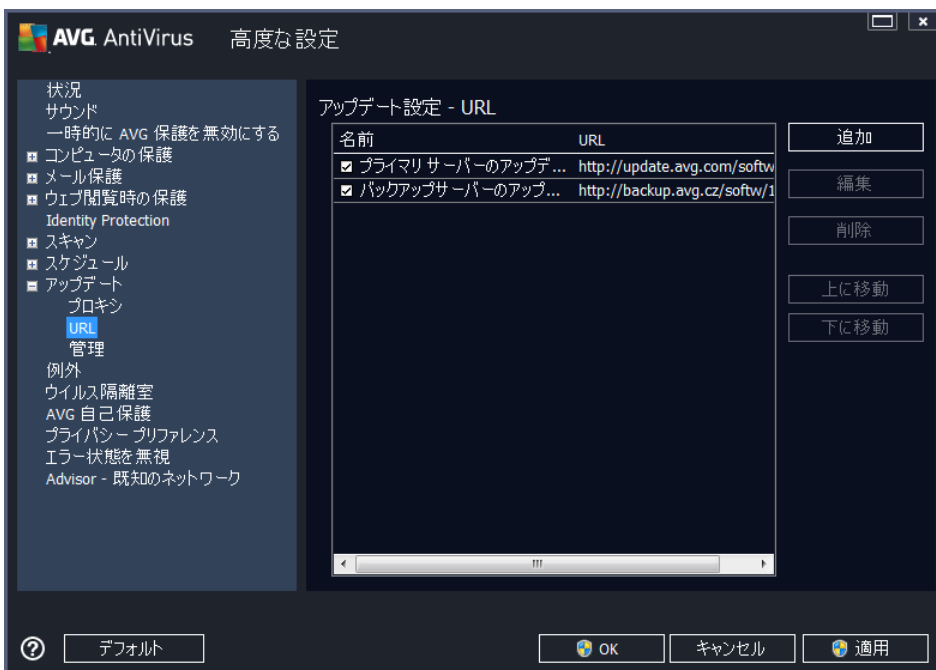 AVG AntiVirus 高度な設定
状況
サウンド
一時的に AVG 保護を無効にする
コンピュータの保護
メール保護
ウェブ閲覧時の保護
Identity Protection
スキャン
スケジュール
アップデート
プロキシ
URL
管理
例外
ウイルス隔離室
AVG 自己保護
プライバシー プリファレンス
エラー状態を無視
Advisor - 既知のネットワーク
アップデート設定 - URL
名前 URL
プライマリ サーバーのアップデ... http://update.avg.com/softw
バックアップサーバーのアップ... http://backup.avg.cz/softw/1
追加
編集
削除
上に移動
下に移動
デフォルト
OK
キャンセル
適用